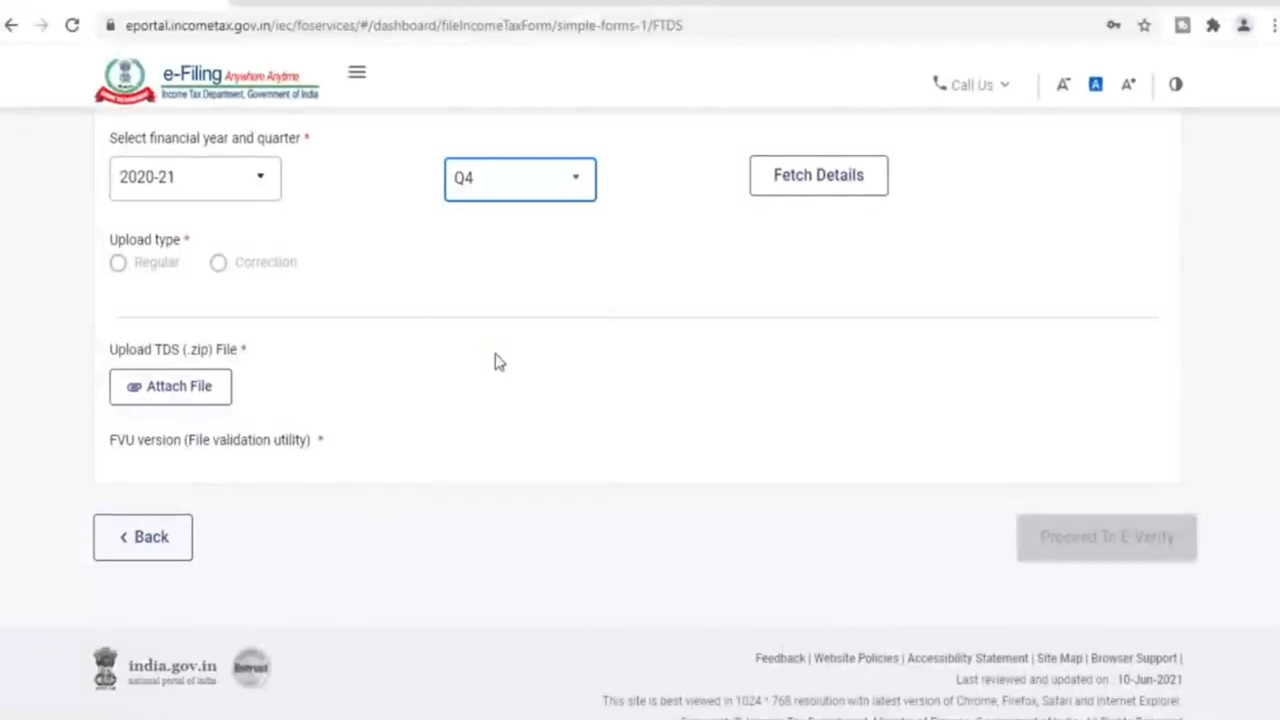 eportal.incometax.gov.in/iec/foservices/#/dashboard/fileIncomeTaxForm/simple-forms-1/FTDS
e-Filing Anywhere Anytime
Income Tax Department, Government of India
Call Us
A-
A
A+
Select financial year and quarter *
2020-21
Q4
Fetch Details
Upload type *
Regular
Correction
Upload TDS (.zip) File *
Attach File
FVU version (File validation utility) *
< Back
Proceed To E-Verify
india.gov.in
national portal of india
Feedback | Website Policies | Accessibility Statement | Site Map | Browser Support |
Last reviewed and updated on : 10-Jun-2021
This site is best viewed in 1024 * 768 resolution with latest version of Chrome, Firefox, Safari and Internet Explorer.